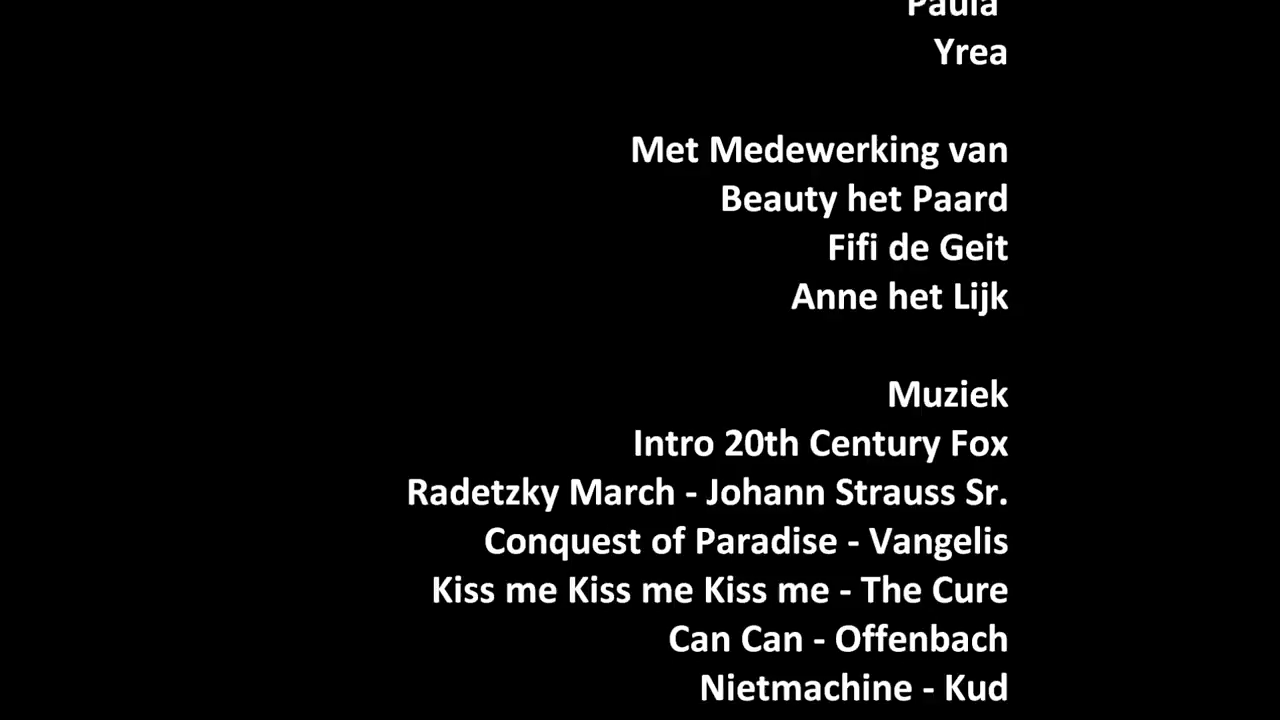 Paula
Yrea
Met Medewerking van
Beauty het Paard
Fifi de Geit
Anne het Lijk
Muziek
Intro 20th Century Fox
Radetzky March - Johann Strauss Sr.
Conquest of Paradise - Vangelis
Kiss me Kiss me Kiss me - The Cure
Can Can - Offenbach
Nietmachine - Kud